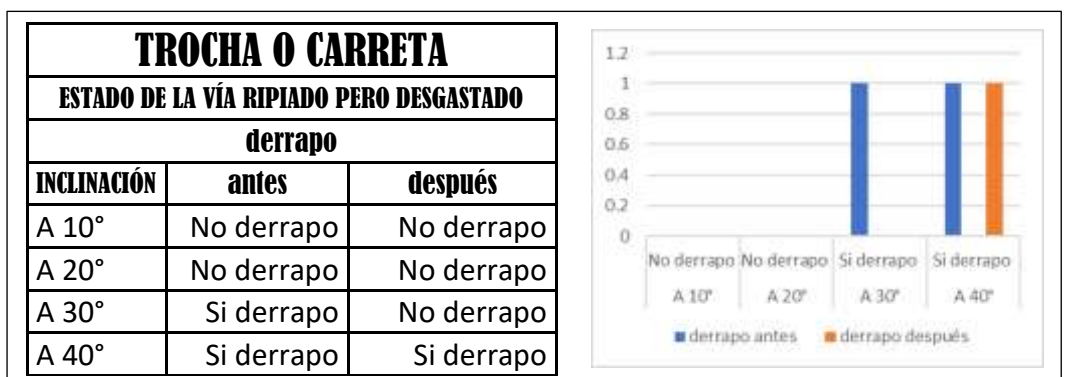 TROCHA O CARRETA
ESTADO DE LA VÍA RIPIADO PERO DESGASTADO
derrapo
INCLINACIÓN antes después
A 10° No derrapo No derrapo
A 20° No derrapo No derrapo
A 30° Si derrapo No derrapo
A 40° Si derrapo Si derrapo
1.2
1
0.8
0.6
0.4
0.2
0
No derrapo No derrapo Si derrapo Si derrapo
A 10° A 20° A 30° A 40°
derrapo antes derrapo después